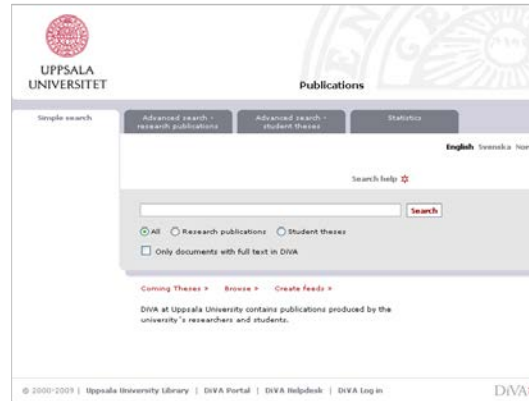 UPPSALA
UNIVERSITET
Publications
Simple search
Advanced search -
research publications
Advanced search -
student theses
Statistics
English Svenska Nor
Search help
Search
All Research publications Student theses
Only documents with full text in DiVA
Coming Theses » Browse » Create feeds »
DiVA at Uppsala University contains publications produced by the
university's researchers and students.
© 2000-2009 | Uppsala University Library | DiVA Portal | DiVA Helpdesk | DiVA Log in
DiVA